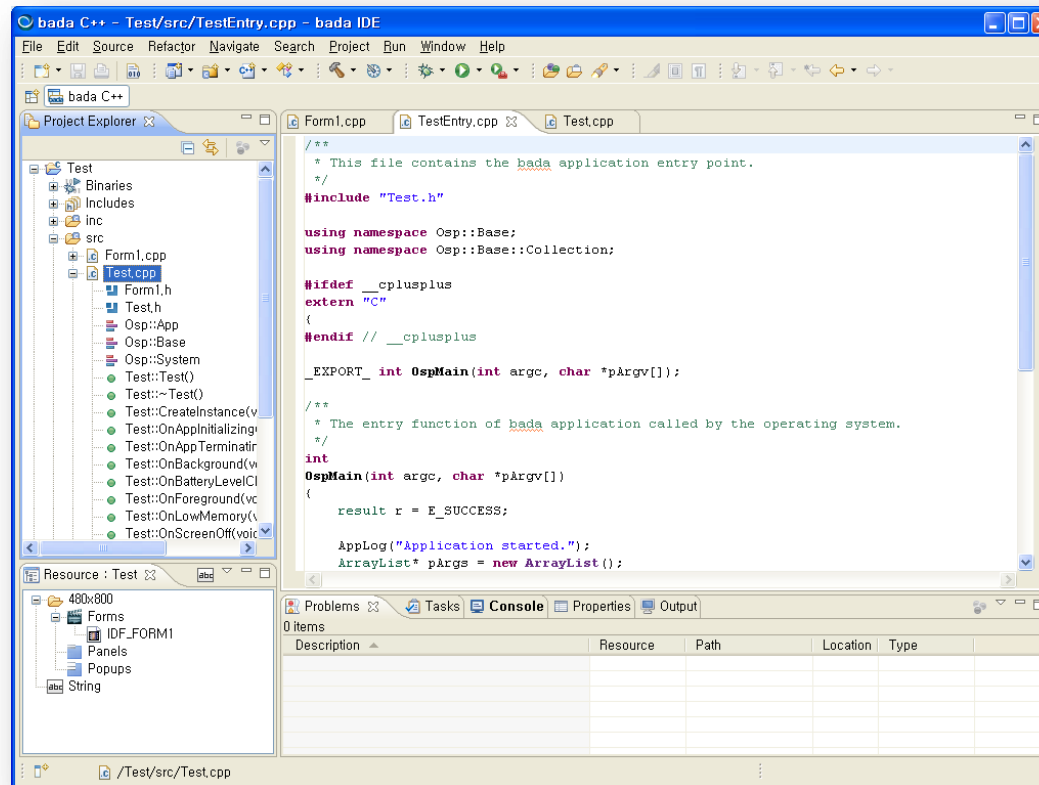 bada C++ - Test/src/TestEntry.cpp - bada IDE
File Edit Source Refactor Navigate Search Project Run Window Help
bada C++
Project Explorer
Form1.cpp TestEntry.cpp Test.cpp
Test
Binaries
Includes
inc
src
Form1.cpp
Test.cpp
Form1.h
Test.h
Osp::App
Osp::Base
Osp::System
Test::Test()
Test::~Test()
Test::CreateInstance(v
Test::OnAppInitializing(
Test::OnAppTerminatin
Test::OnBackground(v
Test::OnBatteryLevelCl
Test::OnForeground(vo
Test::OnLowMemory(v
Test::OnScreenOff(voic
/**
 * This file contains the bada application entry point.
 */
#include "Test.h"
using namespace Osp::Base;
using namespace Osp::Base::Collection;
#ifdef __cplusplus
extern "C"
{
#endif // __cplusplus
_EXPORT_ int OspMain(int argc, char *pArgv[]);
/**
 * The entry function of bada application called by the operating system.
 */
int
OspMain(int argc, char *pArgv[])
{
result r = E_SUCCESS;
AppLog("Application started.");
ArrayList* pArgs = new ArrayList();
Resource : Test
abc
480x800
Forms
IDF_FORM1
Panels
Popups
abc String
Problems Tasks Console Properties Output
0 items
Description Resource Path Location Type
/Test/src/Test.cpp